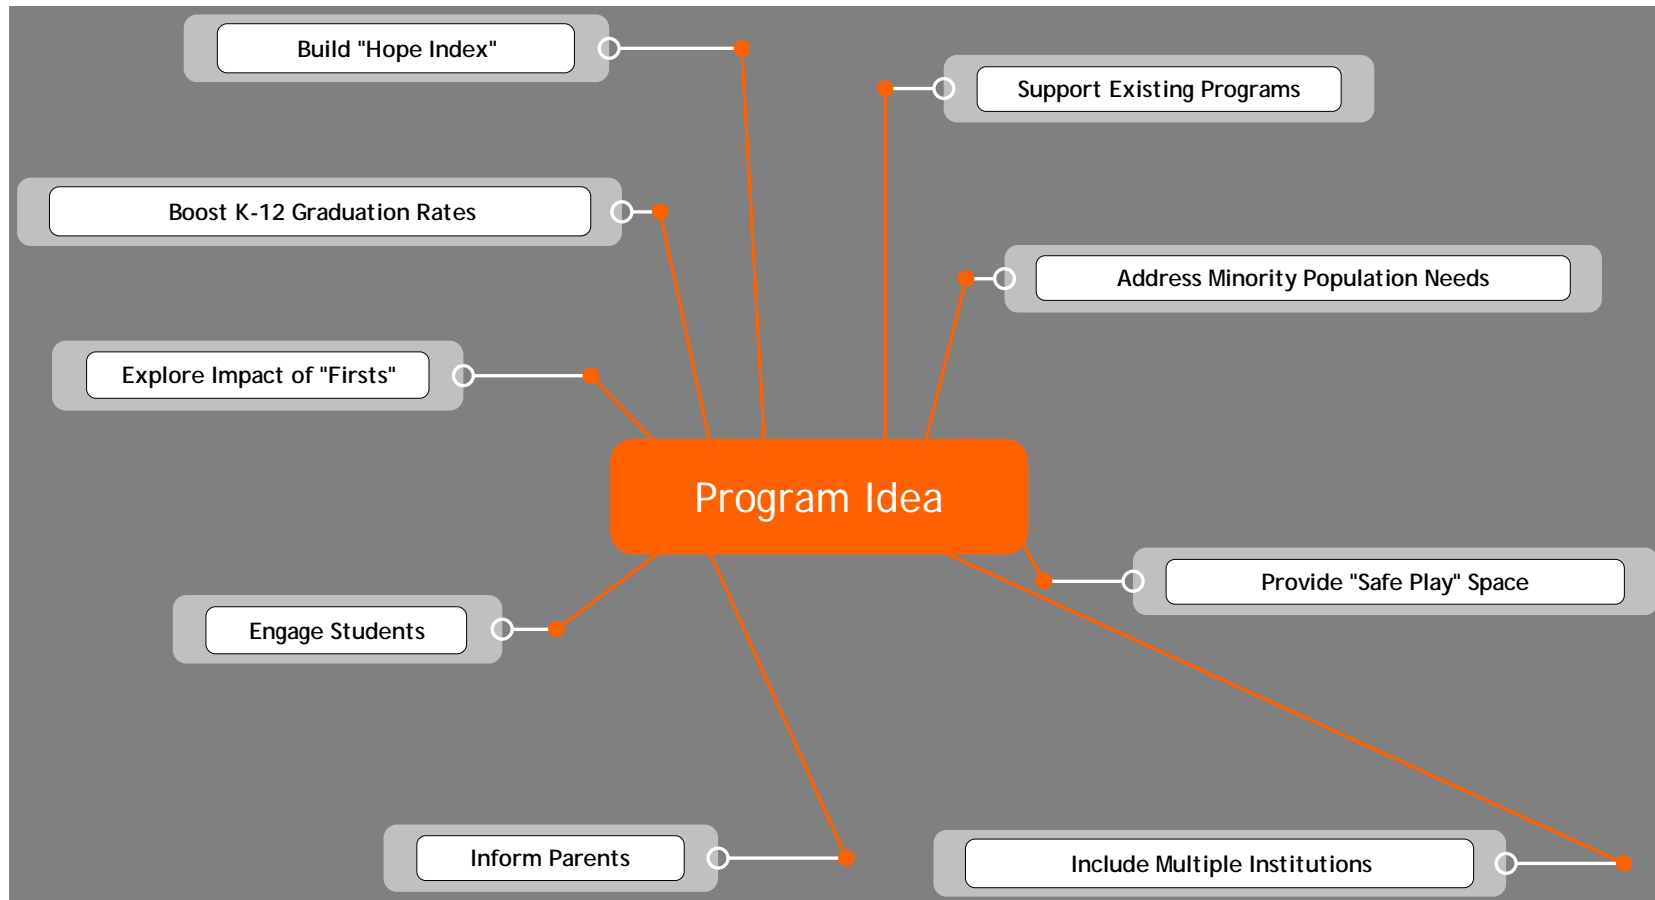 Build "Hope Index"
Support Existing Programs
Boost K-12 Graduation Rates
Address Minority Population Needs
Explore Impact of "Firsts"
Program Idea
Provide "Safe Play" Space
Engage Students
Inform Parents
Include Multiple Institutions